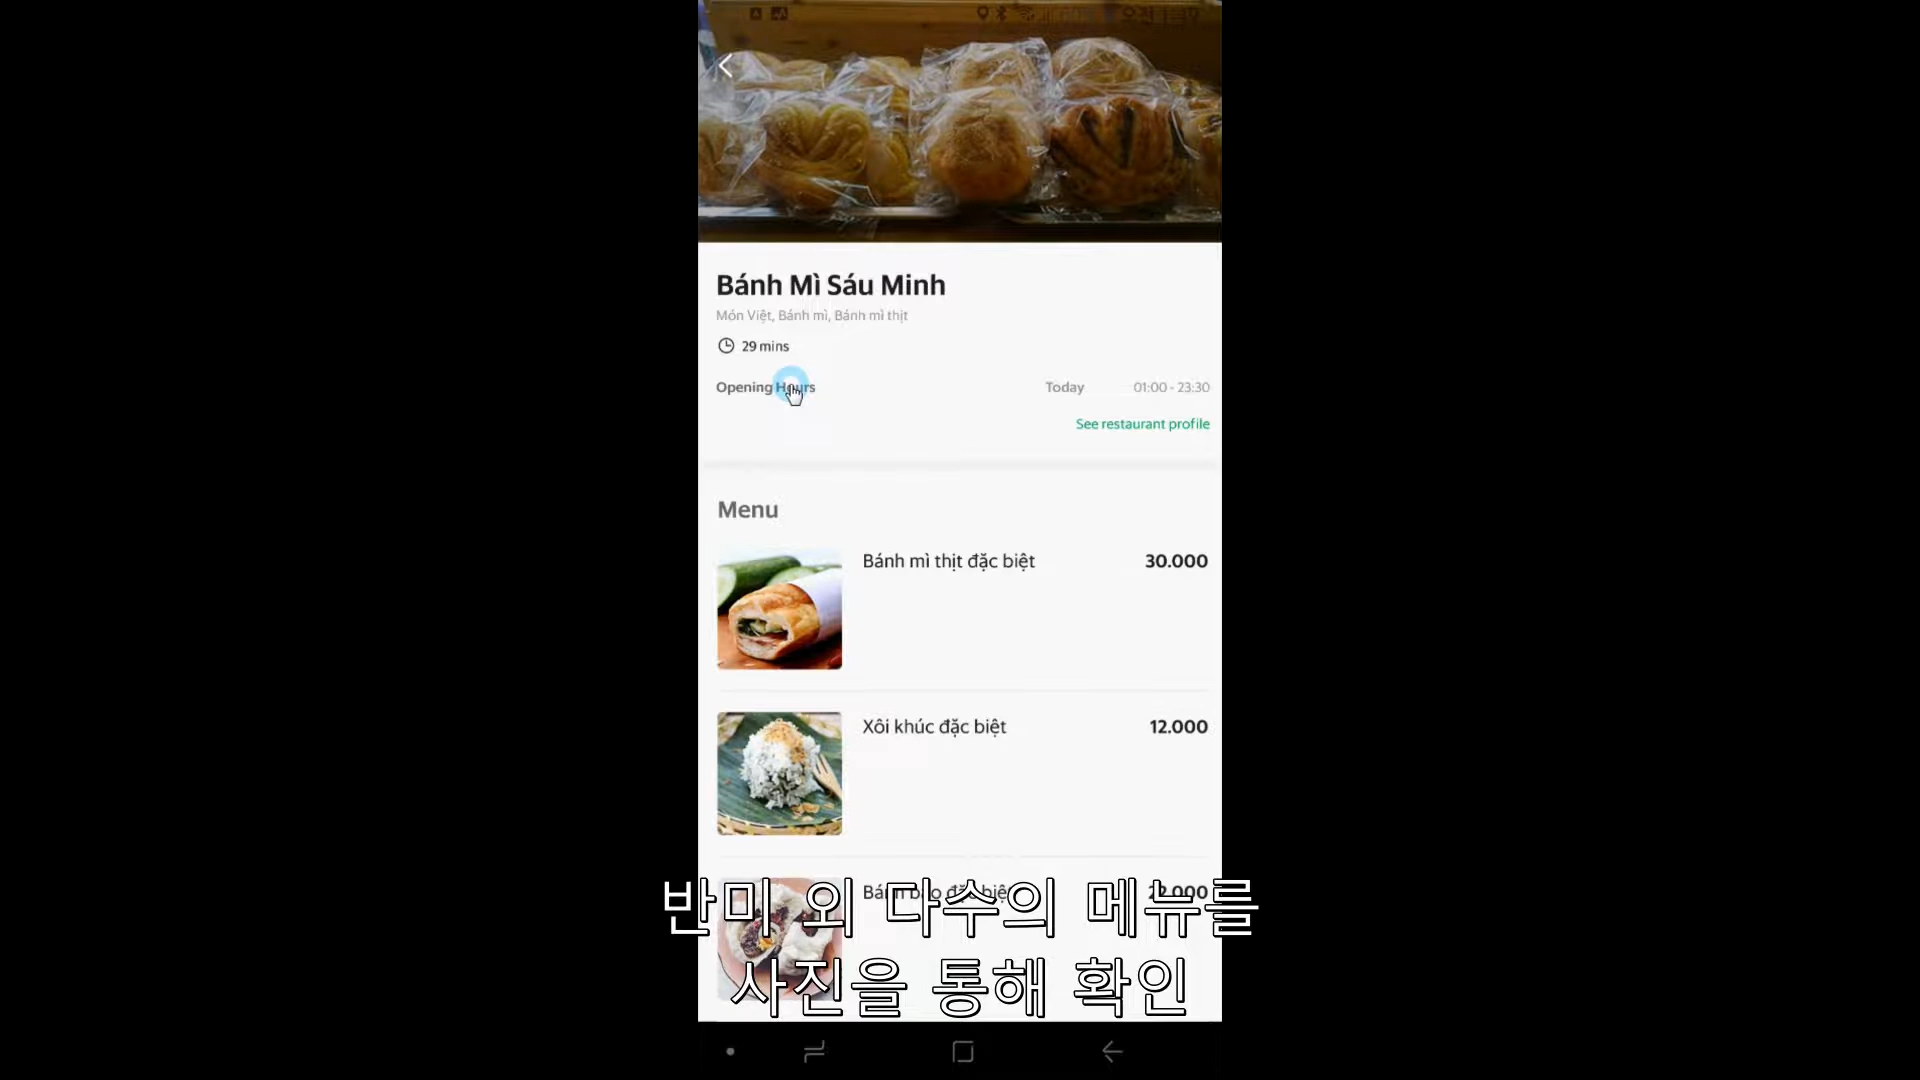 Bánh Mì Sáu Minh
Món Việt, Bánh mì, Bánh mì thịt
29 mins
Opening Hours Today 01:00 - 23:30
See restaurant profile
Menu
Bánh mì thịt đặc biệt 30.000
Xôi khúc đặc biệt 12.000
Bánh bao đặc biệt 22.000
반미 외 다수의 메뉴를
사진을 통해 확인